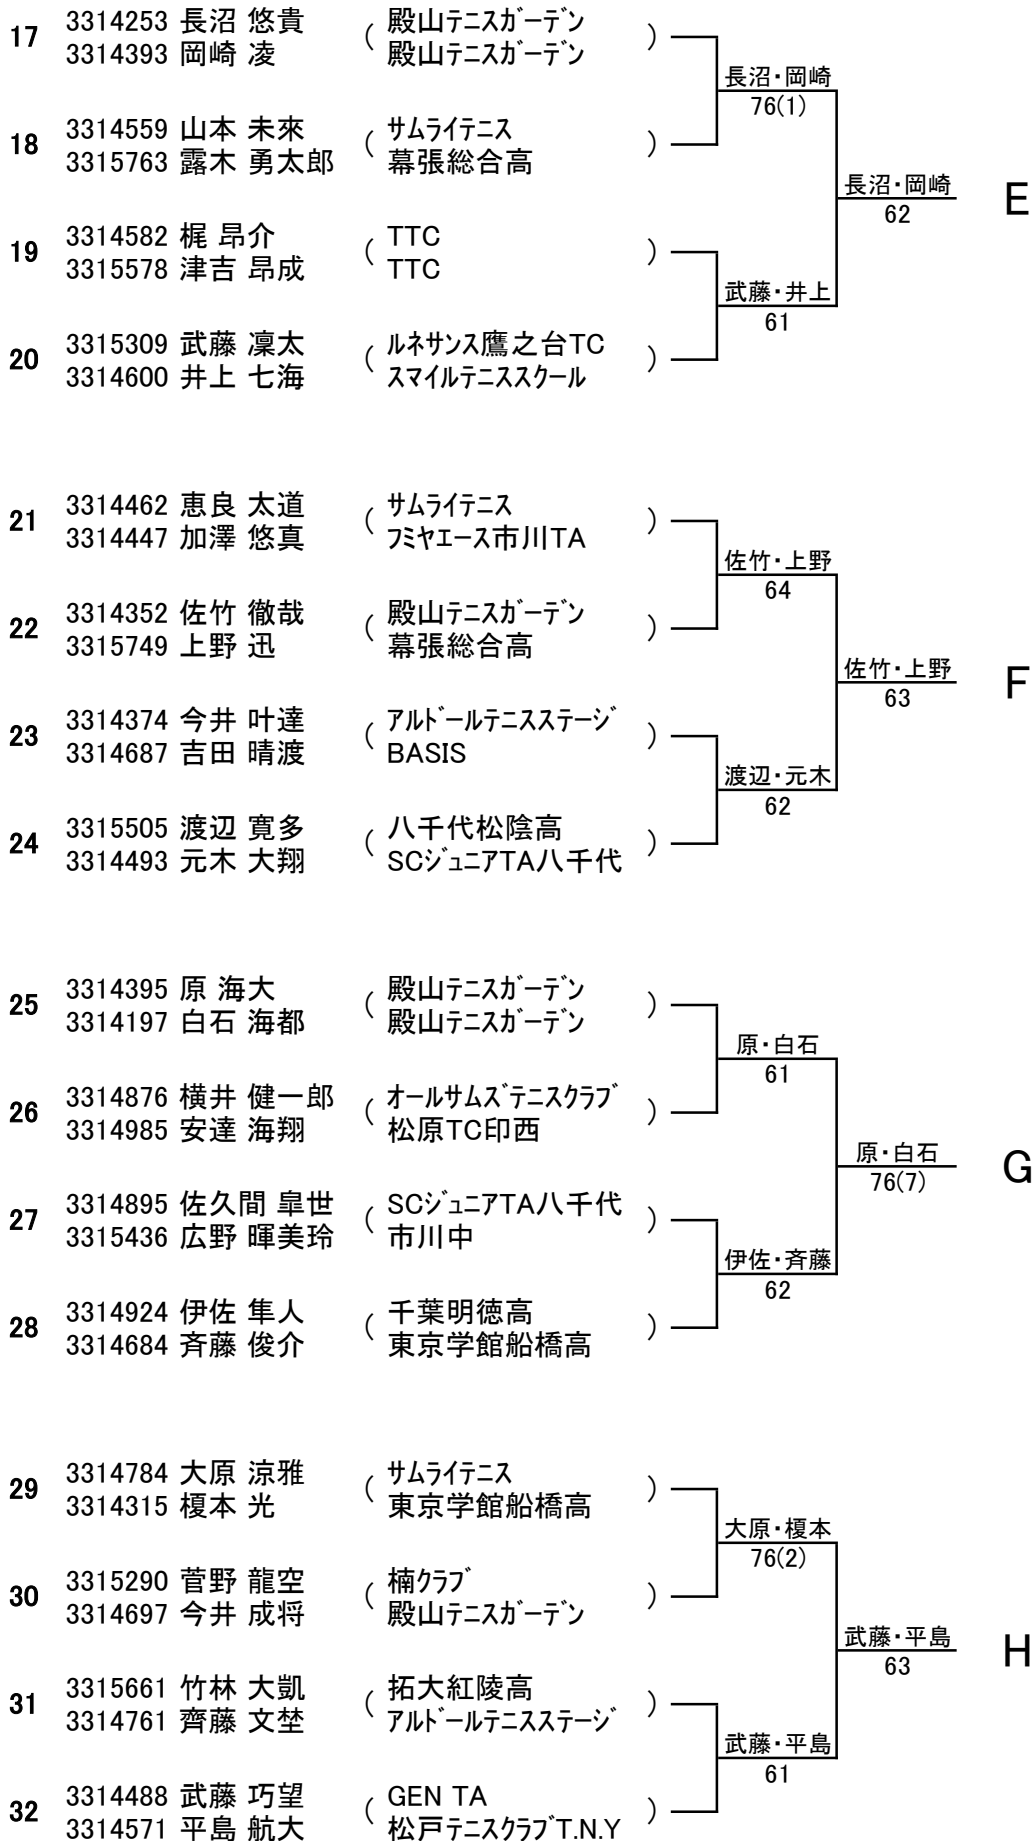 17 3314253 長沼 悠貴 ( 殿山テニスガーデン )
3314393 岡崎 凌 殿山テニスガーデン
長沼・岡崎
76(1)
18 3314559 山本 未來 ( サムライテニス )
3315763 露木 勇太郎 幕張総合高
長沼・岡崎 E
62
19 3314582 梶 昂介 ( TTC )
3315578 津吉 昂成 TTC
武藤・井上
61
20 3315309 武藤 凜太 ( ルネサンス鷹之台TC )
3314600 井上 七海 スマイルテニススクール
21 3314462 恵良 太道 ( サムライテニス )
3314447 加澤 悠真 フミヤエース市川TA
佐竹・上野
64
22 3314352 佐竹 徹哉 ( 殿山テニスガーデン )
3315749 上野 迅 幕張総合高
佐竹・上野 F
63
23 3314374 今井 叶達 ( アルドールテニスステージ )
3314687 吉田 晴渡 BASIS
渡辺・元木
62
24 3315505 渡辺 寛多 ( 八千代松陰高 )
3314493 元木 大翔 SCジュニアTA八千代
25 3314395 原 海大 ( 殿山テニスガーデン )
3314197 白石 海都 殿山テニスガーデン
原・白石
61
26 3314876 横井 健一郎 ( オールサムズテニスクラブ )
3314985 安達 海翔 松原TC印西
原・白石 G
76(7)
27 3314895 佐久間 皐世 ( SCジュニアTA八千代 )
3315436 広野 暉美玲 市川中
伊佐・斉藤
62
28 3314924 伊佐 隼人 ( 千葉明徳高 )
3314684 斉藤 俊介 東京学館船橋高
29 3314784 大原 涼雅 ( サムライテニス )
3314315 榎本 光 東京学館船橋高
大原・榎本
76(2)
30 3315290 菅野 龍空 ( 楠クラブ )
3314697 今井 成将 殿山テニスガーデン
武藤・平島 H
63
31 3315661 竹林 大凱 ( 拓大紅陵高 )
3314761 齊藤 文埜 アルドールテニスステージ
武藤・平島
61
32 3314488 武藤 巧望 ( GEN TA )
3314571 平島 航大 松戸テニスクラブT.N.Y